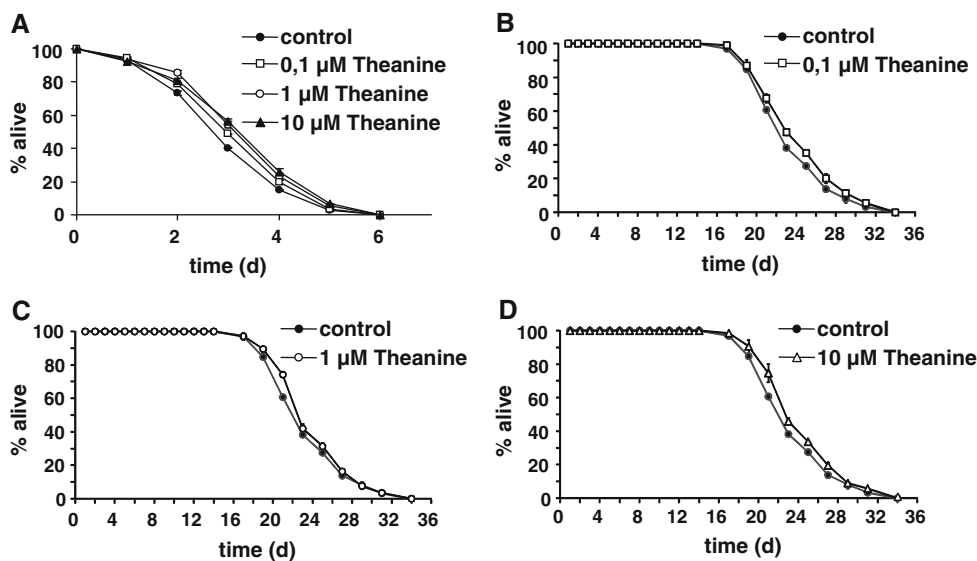 A
control
0,1 µM Theanine
1 µM Theanine
10 µM Theanine
100
80
60
40
20
0
% alive
0 2 4 6
time (d)
B
control
0,1 µM Theanine
100
80
60
40
20
0
% alive
0 4 8 12 16 20 24 28 32 36
time (d)
C
control
1 µM Theanine
100
80
60
40
20
0
% alive
0 4 8 12 16 20 24 28 32 36
time (d)
D
control
10 µM Theanine
100
80
60
40
20
0
% alive
0 4 8 12 16 20 24 28 32 36
time (d)